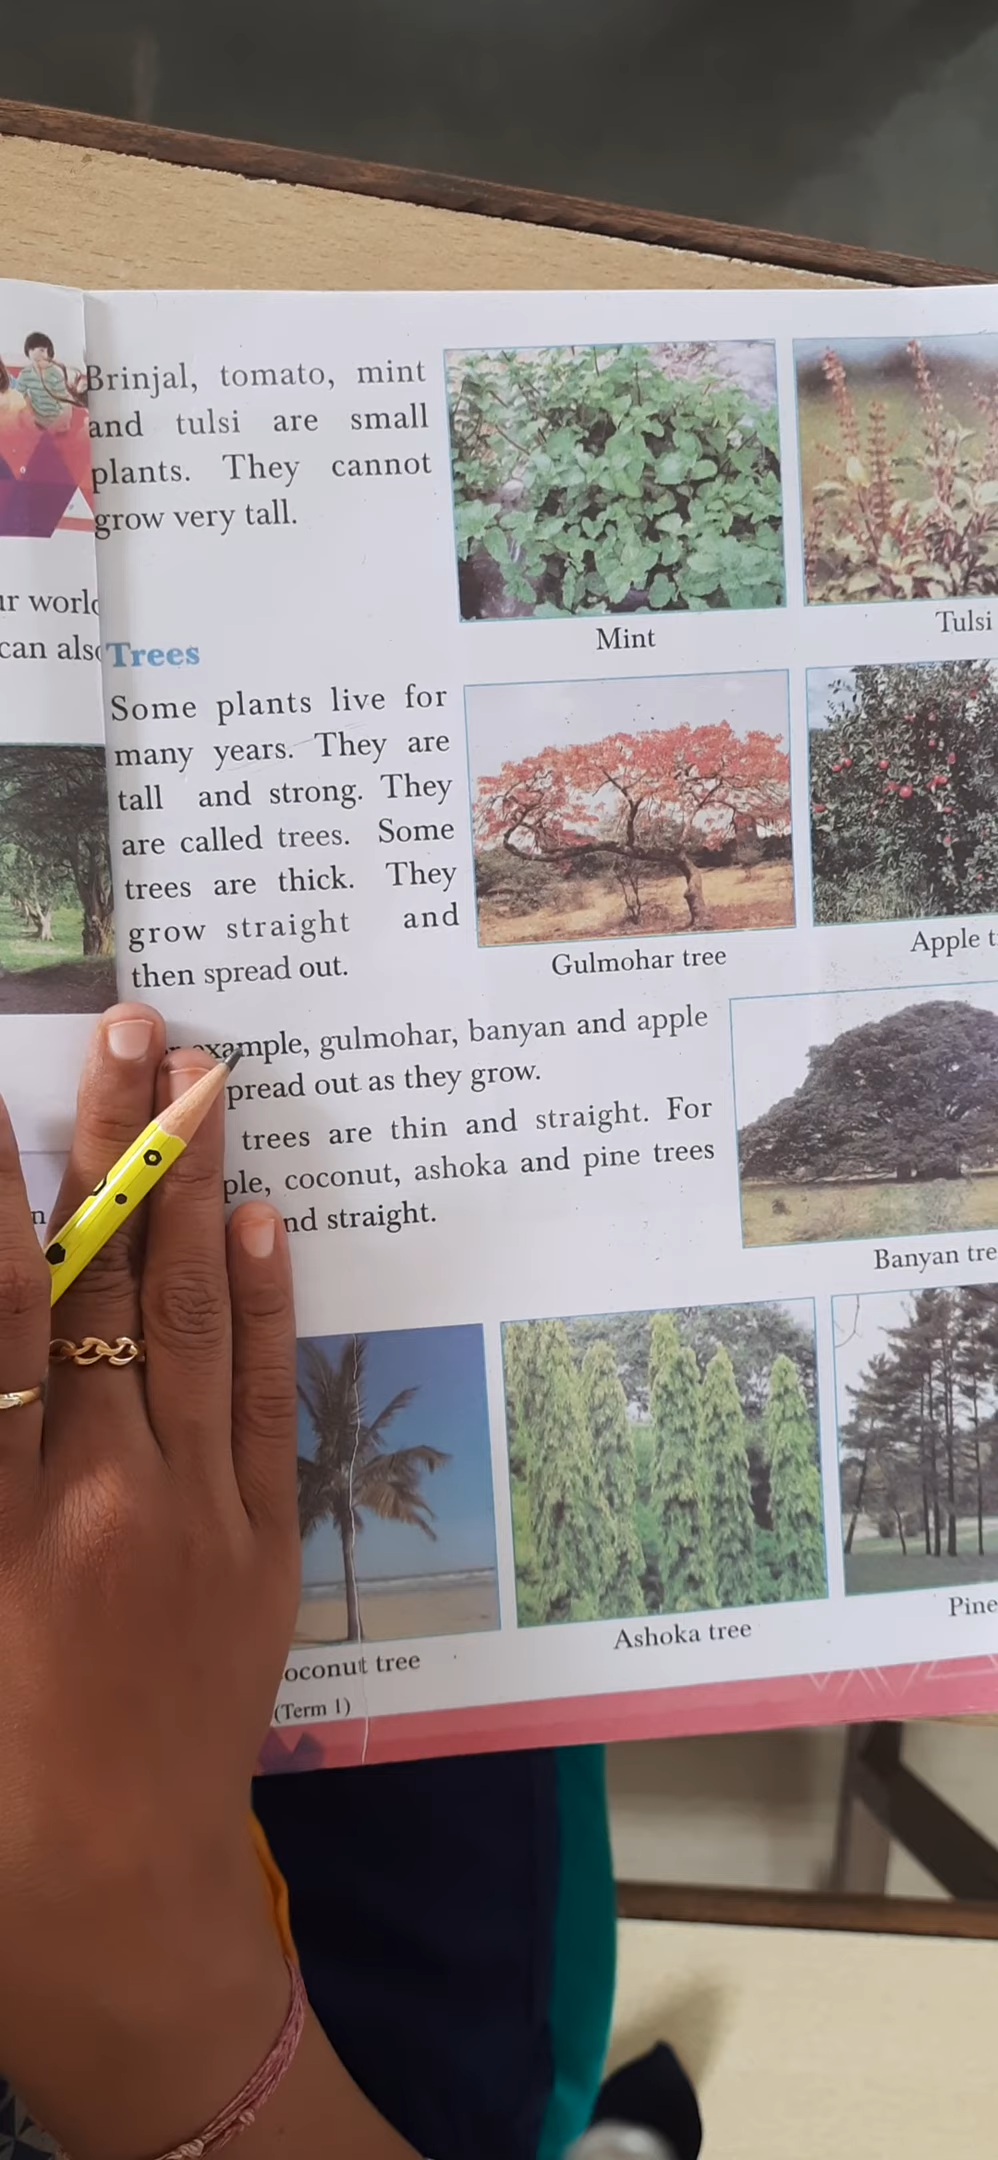 Brinjal, tomato, mint
and tulsi are small
plants. They cannot
grow very tall.
Mint
Tulsi
Trees
Some plants live for
many years. They are
tall and strong. They
are called trees. Some
trees are thick. They
grow straight and
then spread out.
Gulmohar tree
Apple
example, gulmohar, banyan and apple
pread out as they grow.
trees are thin and straight. For
ple, coconut, ashoka and pine trees
nd straight.
Banyan tre
oconut tree
Ashoka tree
Pine
(Term 1)
ur world
can also
n